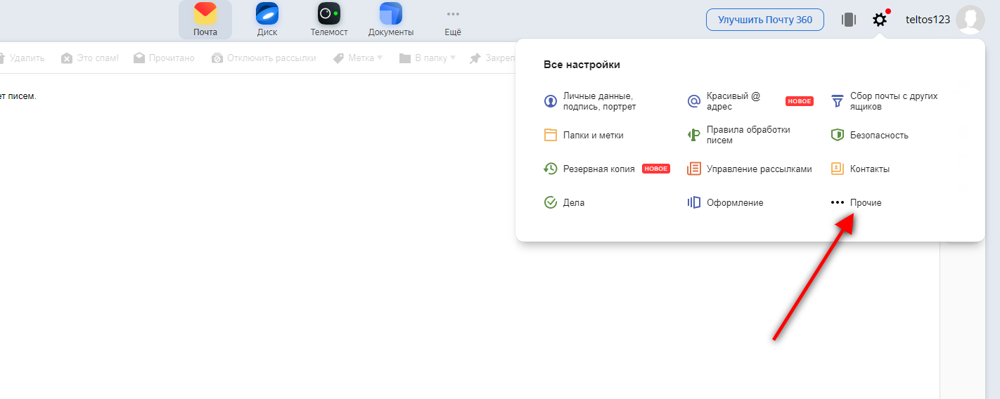 Почта
Диск
Телемост
Документы
Ещё
Улучшить Почту 360
teltos123
Удалить
Это спам!
Прочитано
Отключить рассылки
Метка
В папку
Закреп
ет писем.
Все настройки
Личные данные,
подпись, портрет
Красивый @
адрес
НОВОЕ
Сбор почты с других
ящиков
Папки и метки
Правила обработки
писем
Безопасность
Резервная копия
НОВОЕ
Управление рассылками
Контакты
Дела
Оформление
Прочие